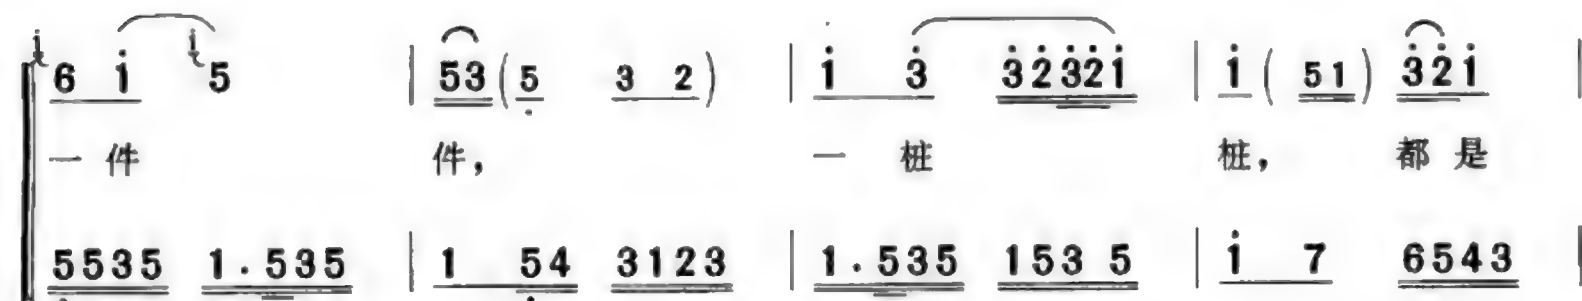 6 i 5 | 53 ( 5 3 2 ) | i 3 32321 | i ( 51 ) 32i |
一 件 件， 一 桩 桩， 都 是
5535 1·535 | 1 54 3123 | 1·535 153 5 | i 7 6543 |